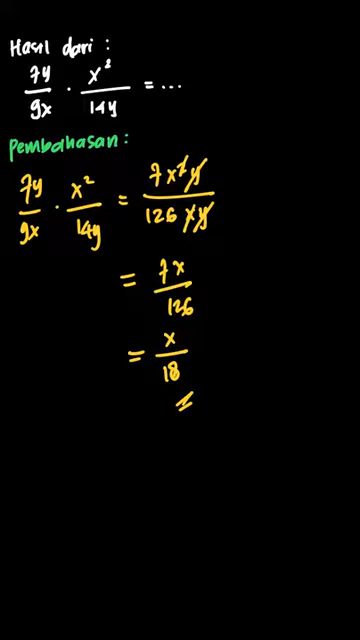 Hasil dari :
7y/9x · x²/14y = ...
Pembahasan :
7y/9x · x²/14y = 7x²y/126xy
= 7x/126
= x/18